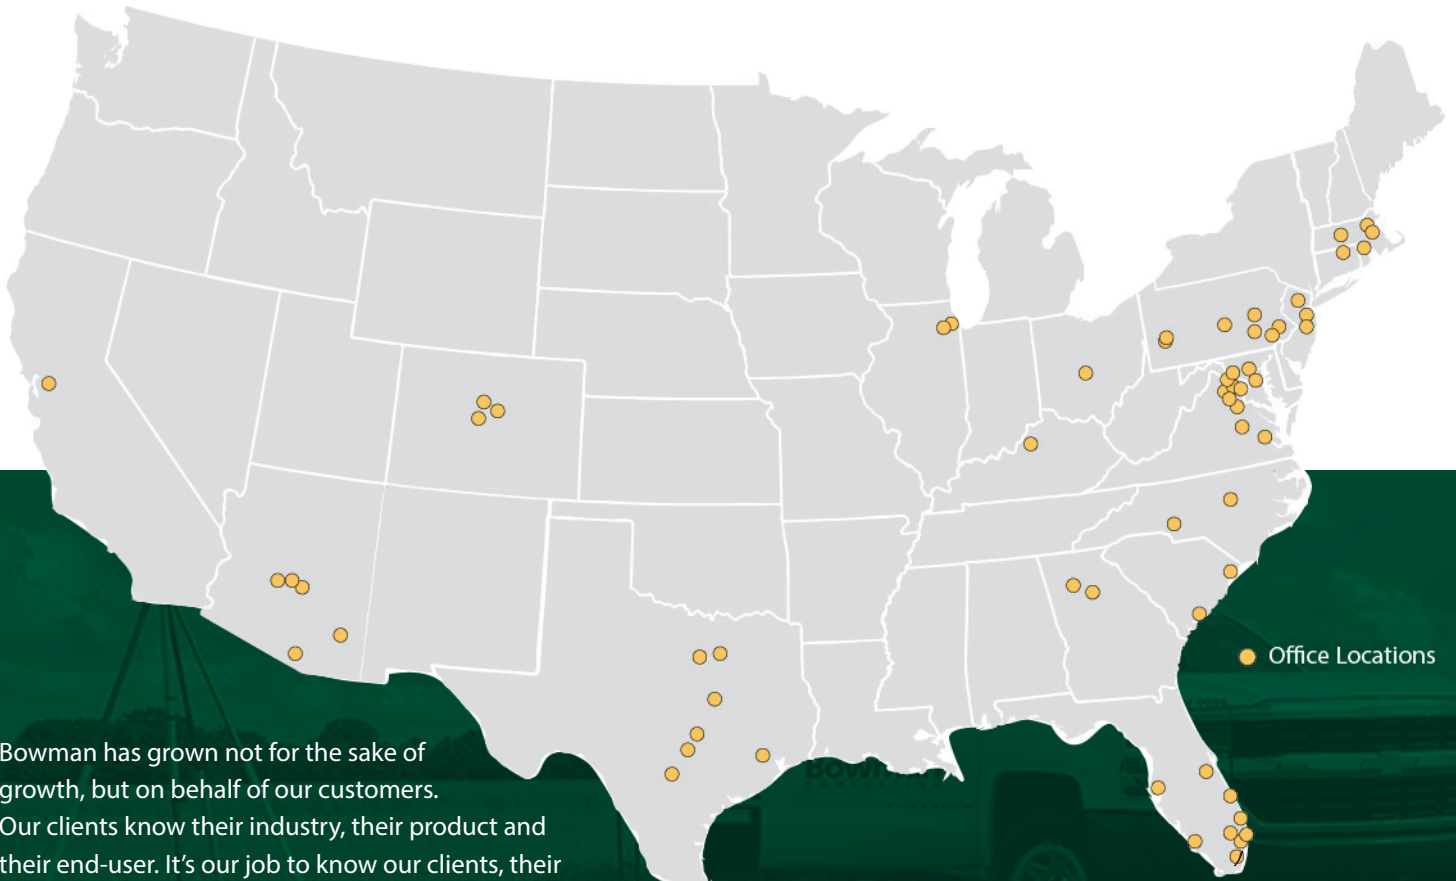 Office Locations
Bowman has grown not for the sake of
growth, but on behalf of our customers.
Our clients know their industry, their product and
their end-user. It’s our job to know our clients, their
Bowman